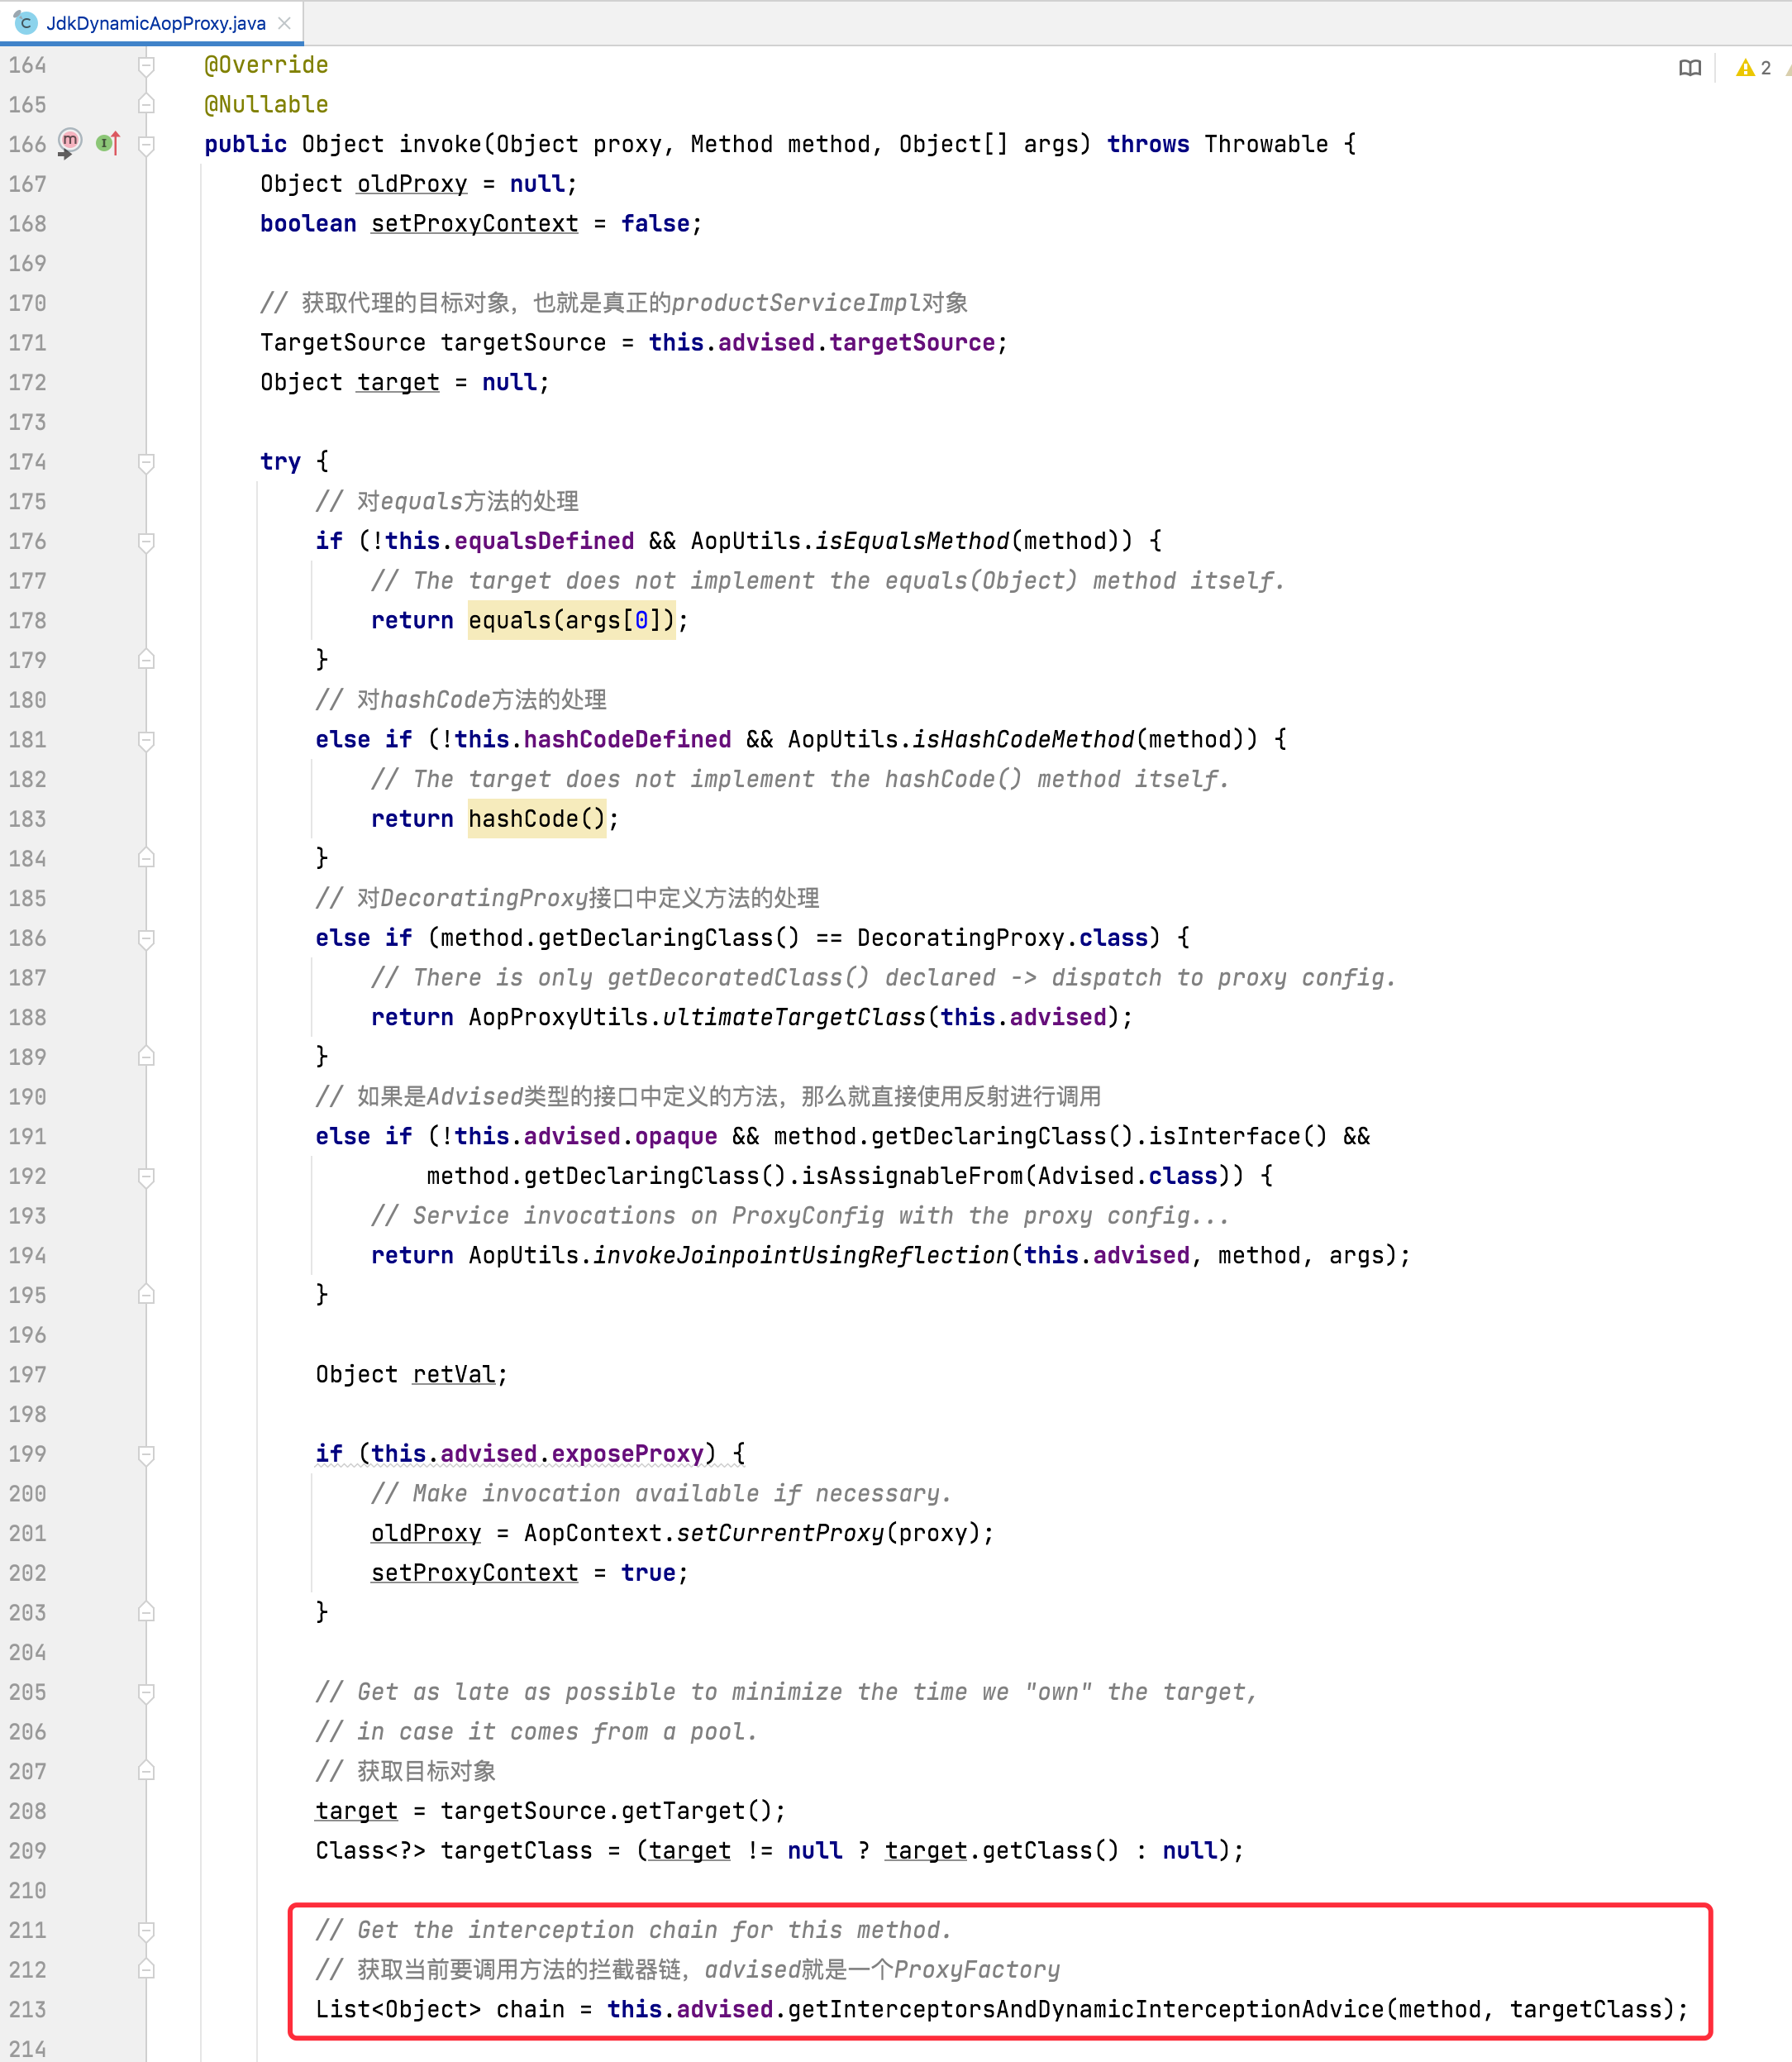 JdkDynamicAopProxy.java
2
164 @Override
165 @Nullable
166 public Object invoke(Object proxy, Method method, Object[] args) throws Throwable {
167 Object oldProxy = null;
168 boolean setProxyContext = false;
169
170 // 获取代理的目标对象，也就是真正的productServiceImpl对象
171 TargetSource targetSource = this.advised.targetSource;
172 Object target = null;
173
174 try {
175 // 对equals方法的处理
176 if (!this.equalsDefined && AopUtils.isEqualsMethod(method)) {
177 // The target does not implement the equals(Object) method itself.
178 return equals(args[0]);
179 }
180 // 对hashCode方法的处理
181 else if (!this.hashCodeDefined && AopUtils.isHashCodeMethod(method)) {
182 // The target does not implement the hashCode() method itself.
183 return hashCode();
184 }
185 // 对DecoratingProxy接口中定义方法的处理
186 else if (method.getDeclaringClass() == DecoratingProxy.class) {
187 // There is only getDecoratedClass() declared -> dispatch to proxy config.
188 return AopProxyUtils.ultimateTargetClass(this.advised);
189 }
190 // 如果是Advised类型的接口中定义的方法，那么就直接使用反射进行调用
191 else if (!this.advised.opaque && method.getDeclaringClass().isInterface() &&
192 method.getDeclaringClass().isAssignableFrom(Advised.class)) {
193 // Service invocations on ProxyConfig with the proxy config...
194 return AopUtils.invokeJoinpointUsingReflection(this.advised, method, args);
195 }
196
197 Object retVal;
198
199 if (this.advised.exposeProxy) {
200 // Make invocation available if necessary.
201 oldProxy = AopContext.setCurrentProxy(proxy);
202 setProxyContext = true;
203 }
204
205 // Get as late as possible to minimize the time we "own" the target,
206 // in case it comes from a pool.
207 // 获取目标对象
208 target = targetSource.getTarget();
209 Class<?> targetClass = (target != null ? target.getClass() : null);
210
211 // Get the interception chain for this method.
212 // 获取当前要调用方法的拦截器链，advised就是一个ProxyFactory
213 List<Object> chain = this.advised.getInterceptorsAndDynamicInterceptionAdvice(method, targetClass);
214